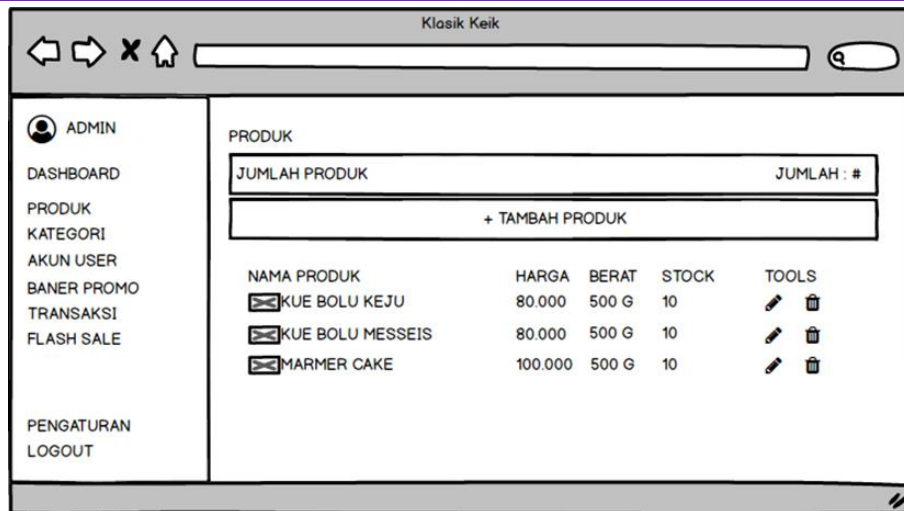 Klasik Keik
ADMIN
DASHBOARD
PRODUK
KATEGORI
AKUN USER
BANER PROMO
TRANSAKSI
FLASH SALE
PENGATURAN
LOGOUT
PRODUK
JUMLAH PRODUK JUMLAH : #
+ TAMBAH PRODUK
NAMA PRODUK HARGA BERAT STOCK TOOLS
KUE BOLU KEJU 80.000 500 G 10
KUE BOLU MESSEIS 80.000 500 G 10
MARMER CAKE 100.000 500 G 10